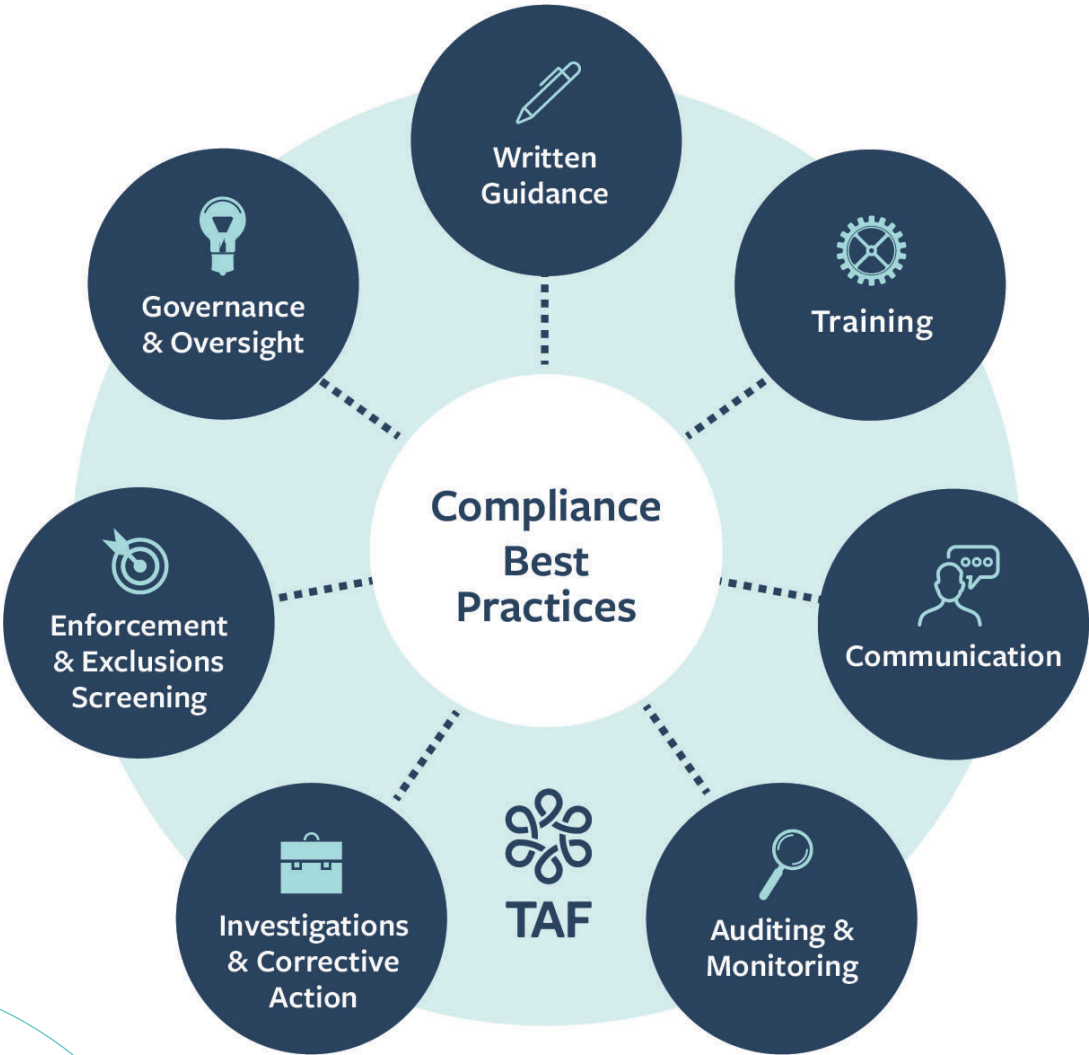 Written
Guidance
Training
Communication
Auditing &
Monitoring
Investigations
& Corrective
Action
Enforcement
& Exclusions
Screening
Governance
& Oversight
Compliance
Best
Practices
TAF